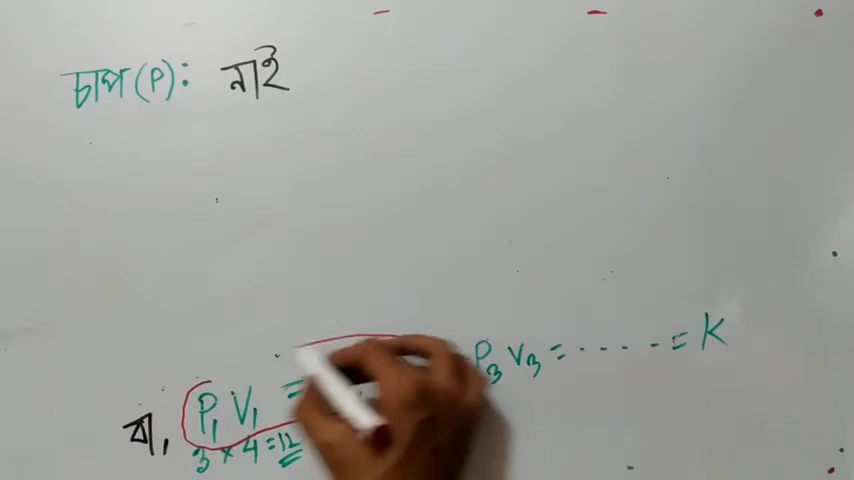 চাপ (P): নাই
বা, P₁V₁ = P₃V₃ = ..... = K
3 × 4 = 12